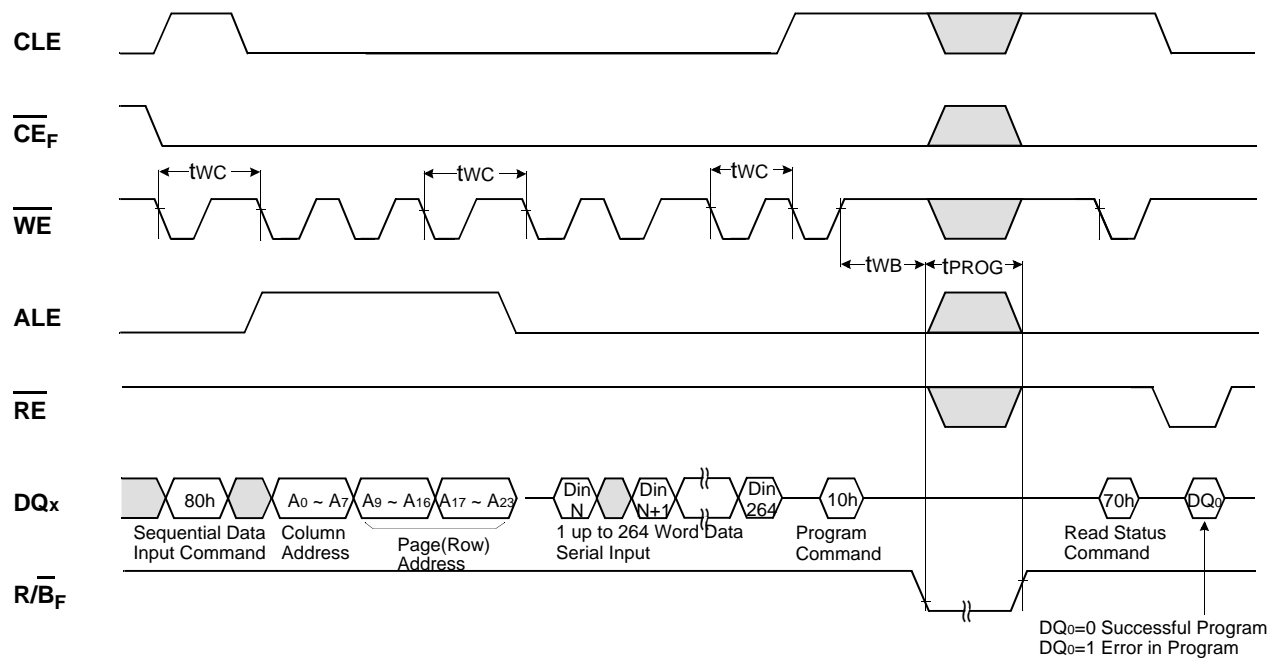 CLE
CEF
tWC tWC tWC
WE
tWB tPROG
ALE
RE
DQx 80h A0 ~ A7 A9 ~ A16 A17 ~ A23 Din N Din N+1 Din 264 10h 70h DQ0
Sequential Data Input Command
Column Address
Page(Row) Address
1 up to 264 Word Data
Serial Input
Program Command
Read Status Command
R/BF
DQ0=0 Successful Program
DQ0=1 Error in Program